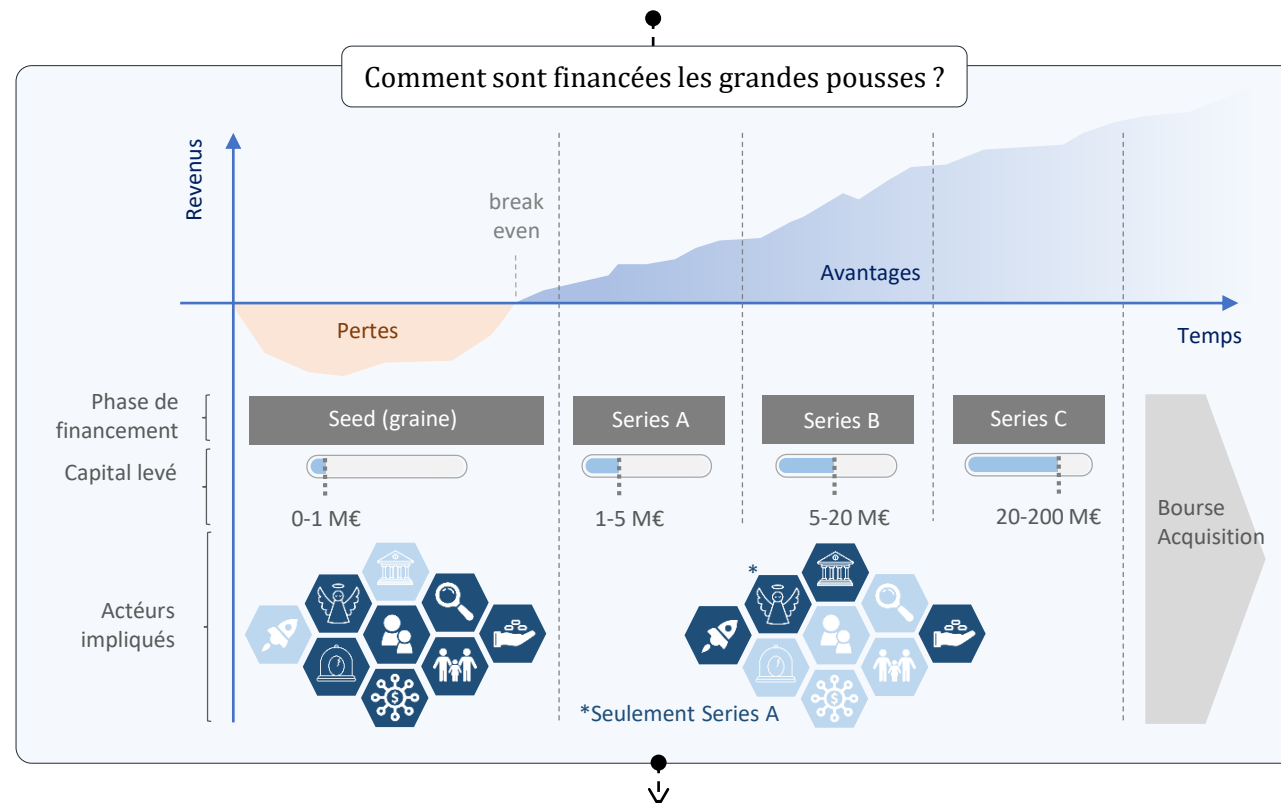 Comment sont financées les grandes pousses ?
Revenus
break
even
Avantages
Pertes
Temps
Phase de
financement
Seed (graine)
Series A
Series B
Series C
Capital levé
0-1 M€
1-5 M€
5-20 M€
20-200 M€
Bourse
Acquisition
Actéurs
impliqués
*
$
$
*Seulement Series A